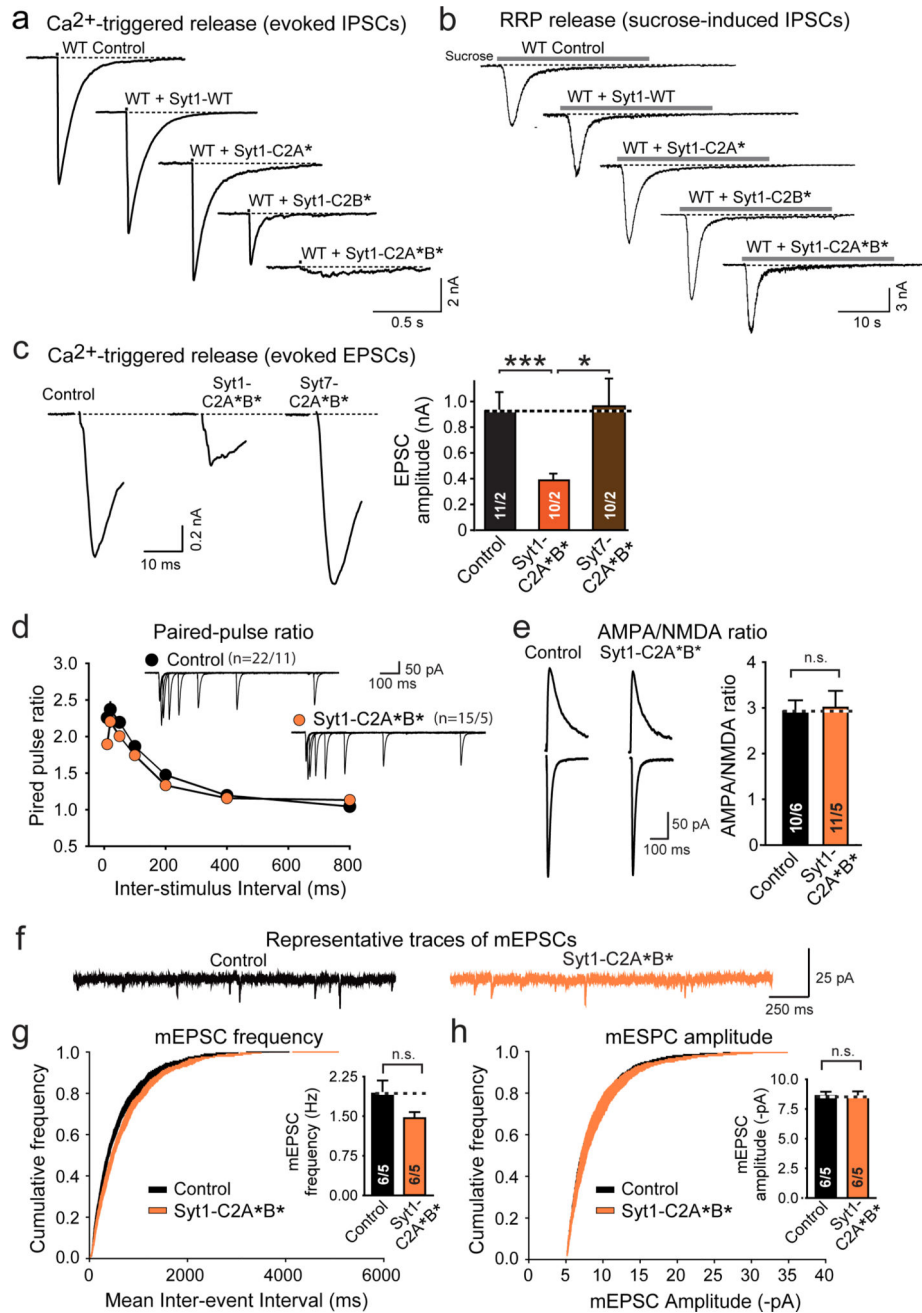 a
Ca2+-triggered release (evoked IPSCs)
WT Control
WT + Syt1-WT
WT + Syt1-C2A*
WT + Syt1-C2B*
WT + Syt1-C2A*B*
2 nA
0.5 s
b
RRP release (sucrose-induced IPSCs)
Sucrose
WT Control
WT + Syt1-WT
WT + Syt1-C2A*
WT + Syt1-C2B*
WT + Syt1-C2A*B*
3 nA
10 s
c
Ca2+-triggered release (evoked EPSCs)
Control
Syt1-
C2A*B*
Syt7-
C2A*B*
0.2 nA
10 ms
***
*
EPSC
amplitude (nA)
1.0
0.8
0.6
0.4
0.2
0
11/2
10/2
10/2
Control
Syt1-
C2A*B*
Syt7-
C2A*B*
d
Paired-pulse ratio
Control (n=22/11)
50 pA
100 ms
Syt1-C2A*B* (n=15/5)
Pired pulse ratio
3.0
2.5
2.0
1.5
1.0
0.5
0 200 400 600 800
Inter-stimulus Interval (ms)
e
AMPA/NMDA ratio
Control
Syt1-C2A*B*
50 pA
100 ms
n.s.
AMPA/NMDA ratio
4
3
2
1
0
10/6
11/5
Control
Syt1-
C2A*B*
f
Representative traces of mEPSCs
Control
Syt1-C2A*B*
25 pA
250 ms
g
mEPSC frequency
Cumulative frequency
1.0
0.8
0.6
0.4
0.2
0.0
0 2000 4000 6000
Mean Inter-event Interval (ms)
Control
Syt1-C2A*B*
n.s.
mEPSC
frequency (Hz)
2.25
1.50
0.75
0.00
6/5
6/5
Control
Syt1-
C2A*B*
h
mESPC amplitude
Cumulative frequency
1.0
0.8
0.6
0.4
0.2
0.0
0 5 10 15 20 25 30 35 40
mEPSC Amplitude (-pA)
Control
Syt1-C2A*B*
n.s.
mEPSC
amplitude (-pA)
10.0
7.5
5.0
2.5
0.0
6/5
6/5
Control
Syt1-
C2A*B*